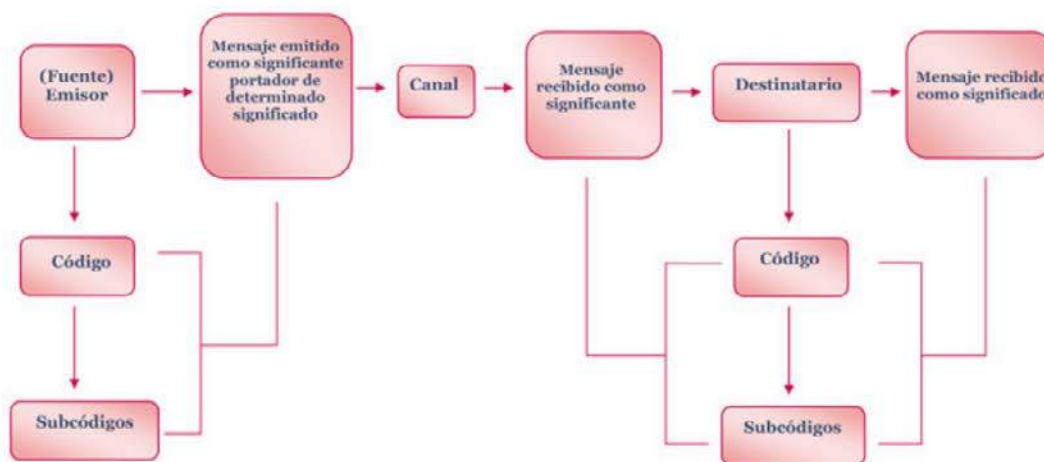 (Fuente)
Emisor
Mensaje emitido
como significante
portador de
determinado
significado
Canal
Mensaje
recibido como
significante
Destinatario
Mensaje recibido
como significado
Código
Subcódigos
Código
Subcódigos